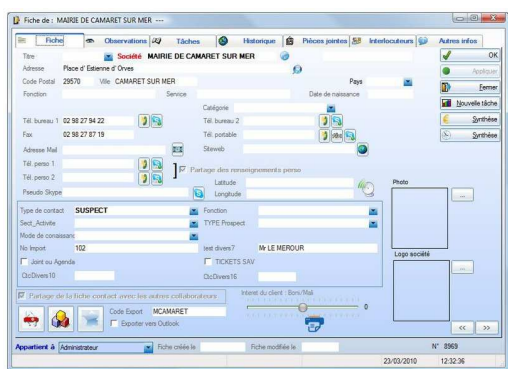 Fiche de : MAIRIE DE CAMARET SUR MER ---
Fiche Observations Tâches Historique Pièces jointes Interlocuteurs Autres infos
Titre Société MAIRIE DE CAMARET SUR MER OK
Adresse Place d' Estienne d' Orves Appliquer
Code Postal 29570 Ville CAMARET SUR MER Pays Fermer
Fonction Service Date de naissance
Nouvelle tâche
Catégorie
Tél. bureau 1 02 98 27 94 22 Tél. bureau 2 Synthèse
Fax 02 98 27 87 19 Tél. portable Synthèse
Adresse Mail Siteweb
Tél. perso 1
Partage des renseignements perso
Tél. perso 2
Latitude Photo
Pseudo Skype Longitude ...
Type de contact SUSPECT Fonction
Sect_Activite TYPE Prospect
Mode de conaissanc
No Import 102 test divers7 Mr LE MEROUR
Logo société
Joint ou Agenda TICKETS SAV
...
CtcDivers10 CtcDivers16
Partage de la fiche contact avec les autres collaborateurs Interet du client : Bon/Mali
0
Code Export MCAMARET
Exporter vers Outlook
<< >>
Appartient à Administrateur Fiche créée le Fiche modifiée le N° 8969
23/03/2010 12:32:36